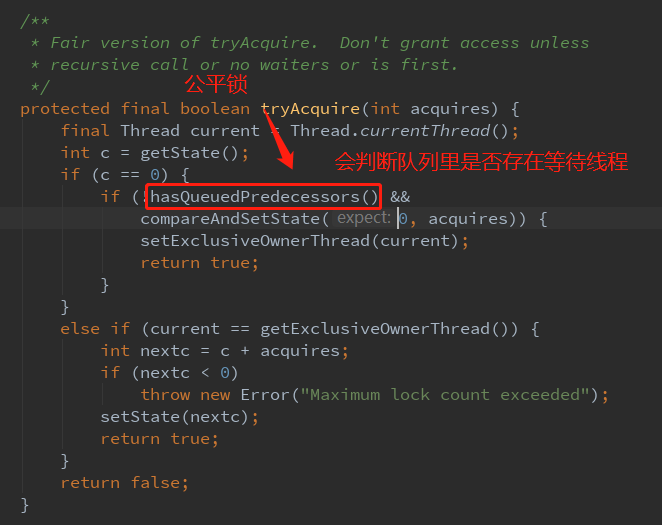 /**
 * Fair version of tryAcquire.  Don't grant access unless
 * recursive call or no waiters or is first.
 */
公平锁
protected final boolean tryAcquire(int acquires) {
    final Thread current = Thread.currentThread();
    int c = getState();
会判断队列里是否存在等待线程
    if (c == 0) {
        if (!hasQueuedPredecessors() &&
            compareAndSetState( expect: 0, acquires)) {
            setExclusiveOwnerThread(current);
            return true;
        }
    }
    else if (current == getExclusiveOwnerThread()) {
        int nextc = c + acquires;
        if (nextc < 0)
            throw new Error("Maximum lock count exceeded");
        setState(nextc);
        return true;
    }
    return false;
}